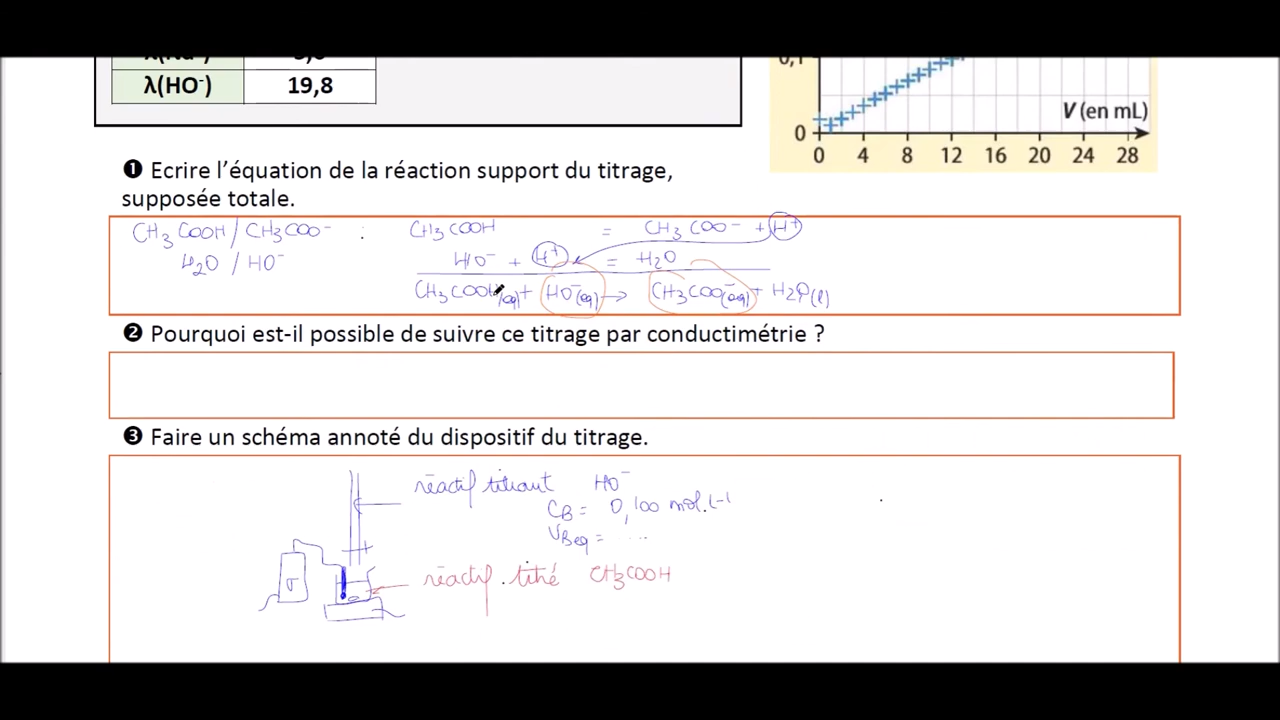 λ(HO⁻) 19,8
0,1
V (en mL)
0
0 4 8 12 16 20 24 28
❶ Ecrire l'équation de la réaction support du titrage,
supposée totale.
CH₃COOH / CH₃COO⁻ : CH₃COOH = CH₃COO⁻ + H⁺
H₂O / HO⁻ HO⁻ + H⁺ = H₂O
CH₃COOH(aq) + HO⁻(aq) → CH₃COO⁻(aq) + H₂O(l)
❷ Pourquoi est-il possible de suivre ce titrage par conductimétrie ?
❸ Faire un schéma annoté du dispositif du titrage.
réactif titrant HO⁻
CB = 0,100 mol.L-1
VBeq = ...
σ
réactif titré CH₃COOH